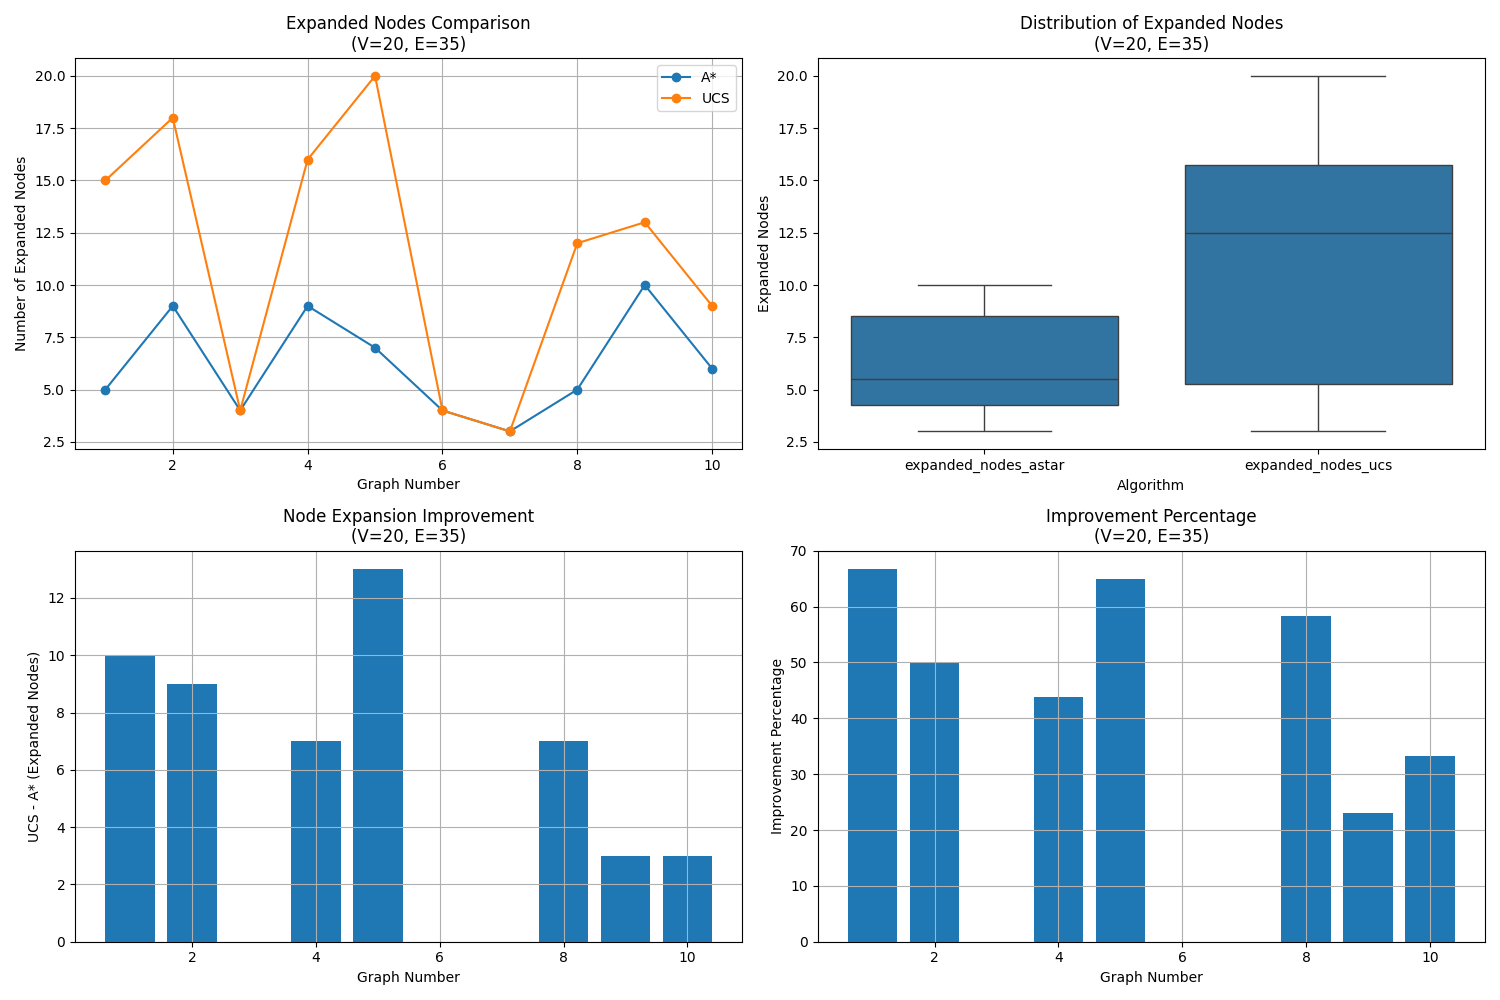 Expanded Nodes Comparison
(V=20, E=35)
Number of Expanded Nodes
20.0
17.5
15.0
12.5
10.0
7.5
5.0
2.5
A*
UCS
2 4 6 8 10
Graph Number
Distribution of Expanded Nodes
(V=20, E=35)
Expanded Nodes
20.0
17.5
15.0
12.5
10.0
7.5
5.0
2.5
expanded_nodes_astar expanded_nodes_ucs
Algorithm
Node Expansion Improvement
(V=20, E=35)
UCS - A* (Expanded Nodes)
12
10
8
6
4
2
0
2 4 6 8 10
Graph Number
Improvement Percentage
(V=20, E=35)
Improvement Percentage
70
60
50
40
30
20
10
0
2 4 6 8 10
Graph Number